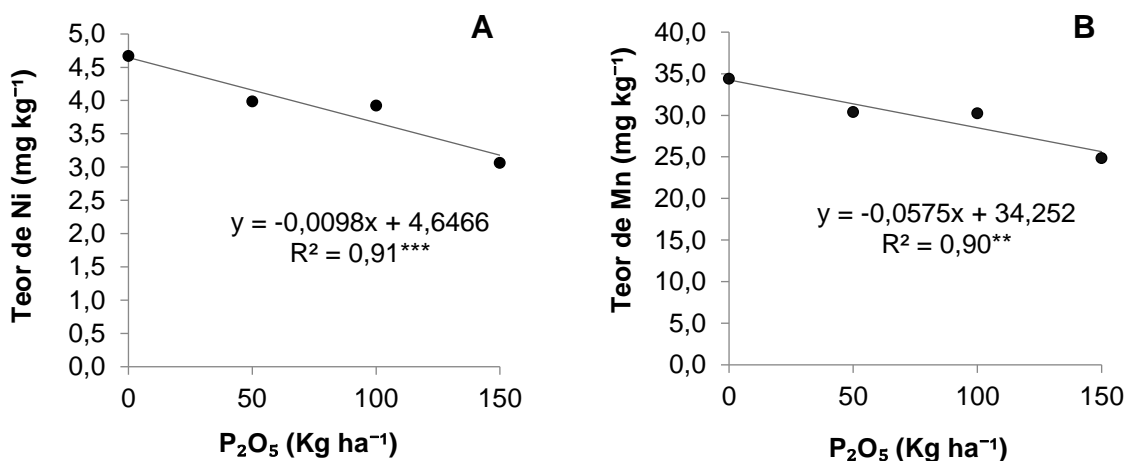 A
Teor de Ni (mg kg⁻¹)
5,0
4,5
4,0
3,5
3,0
2,5
2,0
1,5
1,0
0,5
0,0
y = -0,0098x + 4,6466
R² = 0,91***
0 50 100 150
P₂O₅ (Kg ha⁻¹)
B
Teor de Mn (mg kg⁻¹)
40,0
35,0
30,0
25,0
20,0
15,0
10,0
5,0
0,0
y = -0,0575x + 34,252
R² = 0,90**
0 50 100 150
P₂O₅ (Kg ha⁻¹)